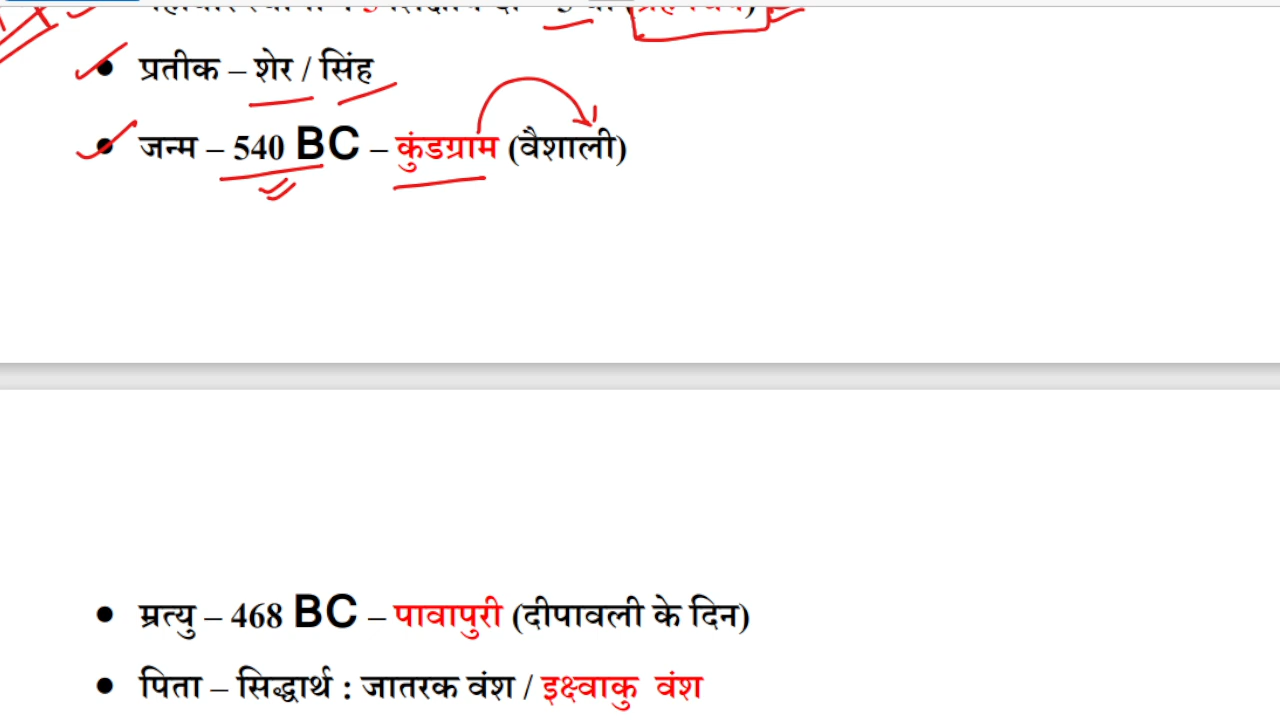 प्रतीक – शेर / सिंह
जन्म – 540 BC – कुंडग्राम (वैशाली)
म्रत्यु – 468 BC – पावापुरी (दीपावली के दिन)
पिता – सिद्धार्थ : जातरक वंश / इक्ष्वाकु वंश